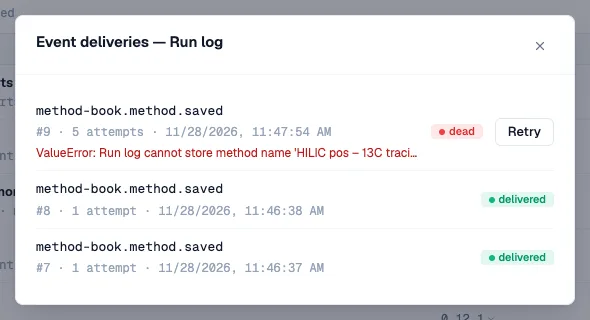 Event deliveries — Run log
×
method-book.method.saved
#9 · 5 attempts · 11/28/2026, 11:47:54 AM
dead
Retry
ValueError: Run log cannot store method name 'HILIC pos – 13C traci…
method-book.method.saved
#8 · 1 attempt · 11/28/2026, 11:46:38 AM
delivered
method-book.method.saved
#7 · 1 attempt · 11/28/2026, 11:46:37 AM
delivered